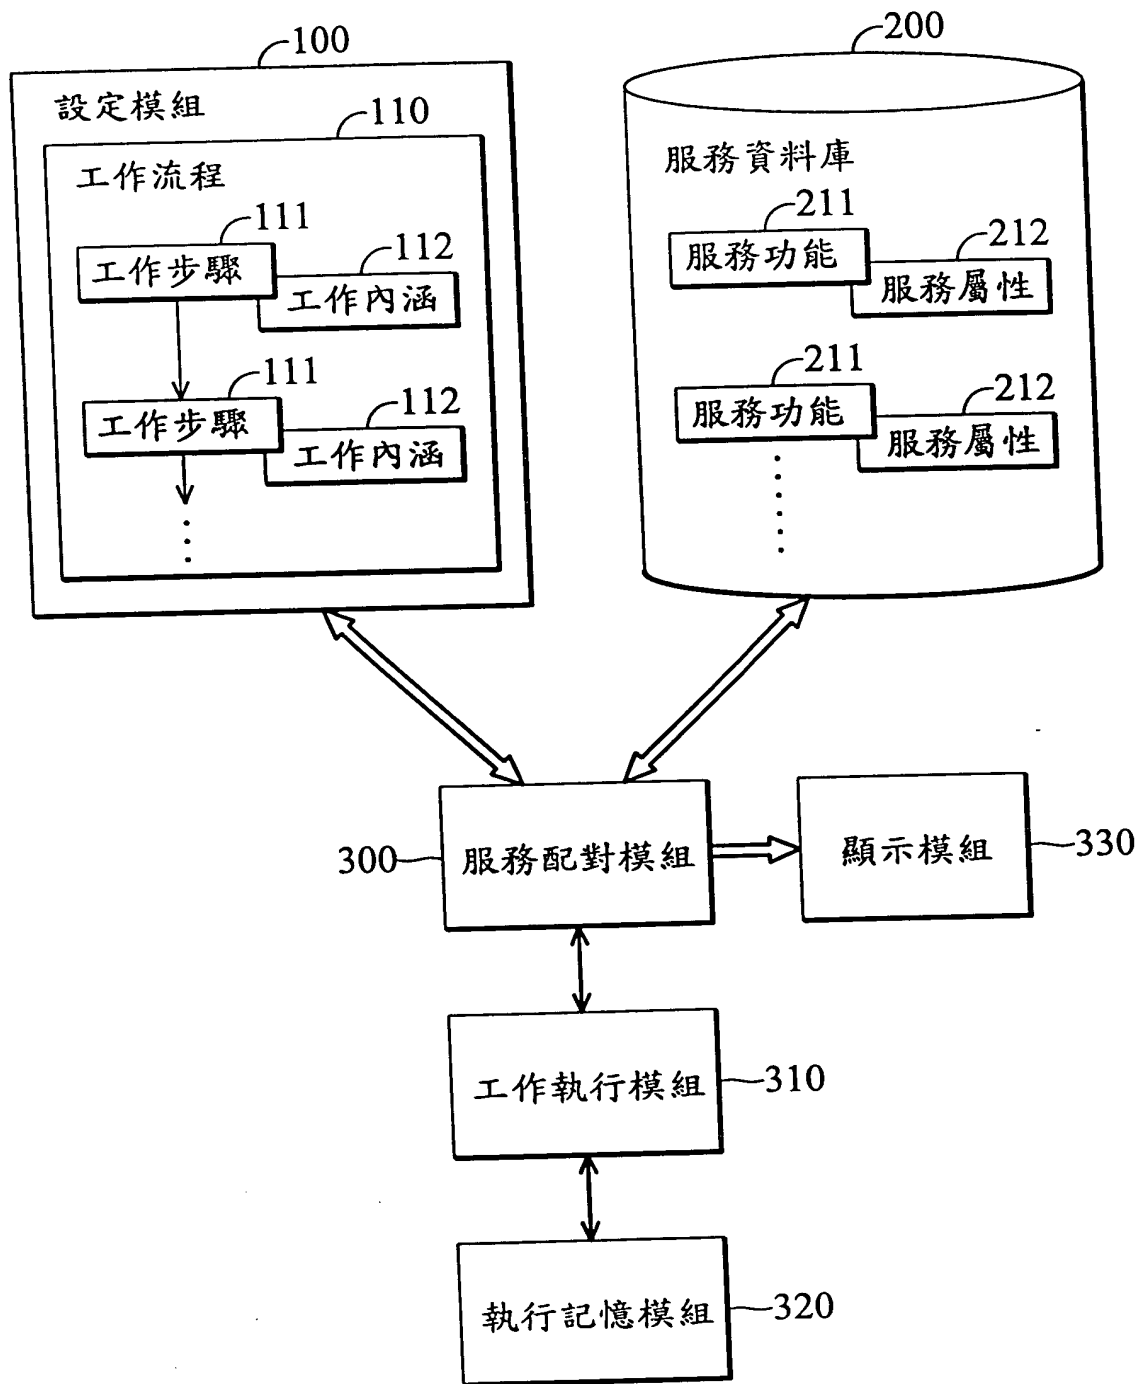 100
設定模組
110
工作流程
111
工作步驟
112
工作內涵
111
工作步驟
112
工作內涵
200
服務資料庫
211
服務功能
212
服務屬性
211
服務功能
212
服務屬性
300
服務配對模組
顯示模組
330
工作執行模組
310
執行記憶模組
320